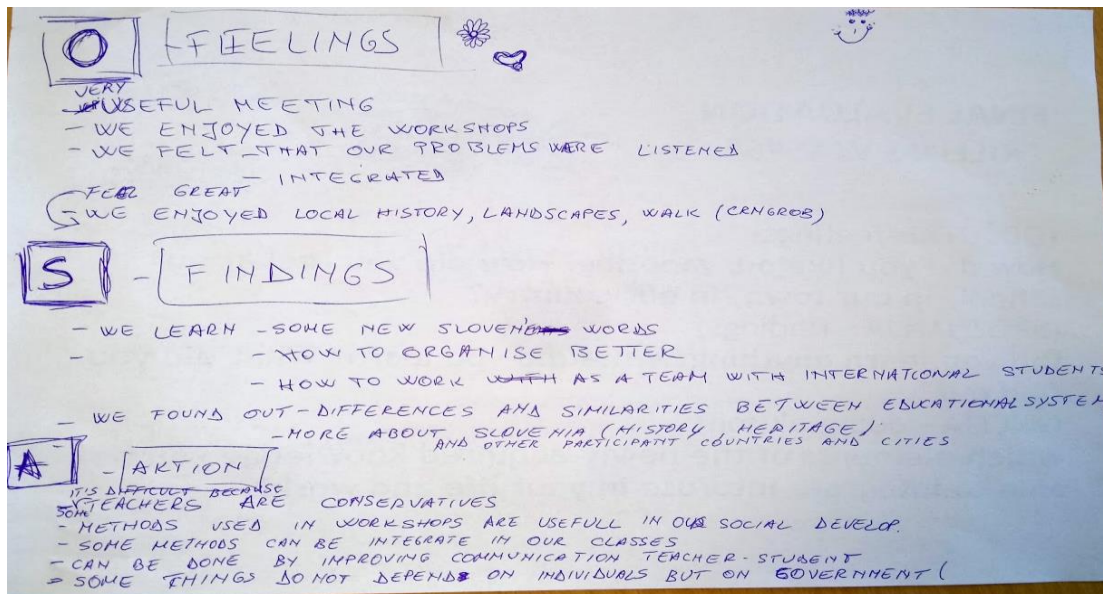 O - FEELINGS
VERY
- USEFUL MEETING
- WE ENJOYED THE WORKSHOPS
- WE FELT - THAT OUR PROBLEMS WARE LISTENED
- INTEGRATED
FEEL GREAT
- WE ENJOYED LOCAL HISTORY, LANDSCAPES, WALK (CRNGROB)
S - FINDINGS
- WE LEARN - SOME NEW SLOVEN WORDS
- - HOW TO ORGANISE BETTER
- HOW TO WORK WITH AS A TEAM WITH INTERNATIONAL STUDENTS
- WE FOUND OUT - DIFFERENCES AND SIMILARITIES BETWEEN EDUCATIONAL SYSTEM
- MORE ABOUT SLOVENIA (HISTORY HERITAGE)
AND OTHER PARTICIPANT COUNTRIES AND CITIES
A - AKTION
IT'S DIFFICULT BECAUSE
SOME TEACHERS ARE CONSERVATIVES
- METHODS USED IN WORKSHOPS ARE USEFULL IN OUR SOCIAL DEVELOP.
- SOME METHODS CAN BE INTEGRATE IN OUR CLASSES
- CAN BE DONE BY IMPROVING COMMUNICATION TEACHER-STUDENT
- SOME THINGS DO NOT DEPEND ON INDIVIDUALS BUT ON GOVERNMENT (